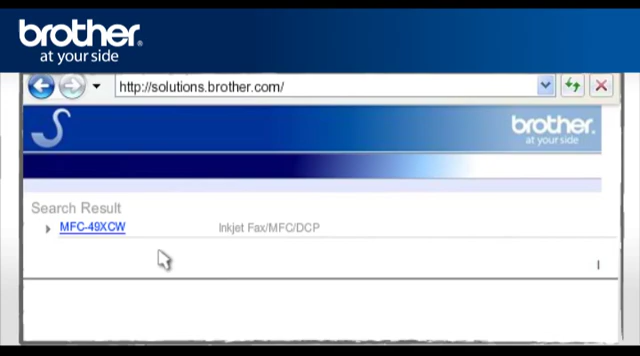 brother
at your side
http://solutions.brother.com/
brother
at your side
Search Result
MFC-49XCW Inkjet Fax/MFC/DCP